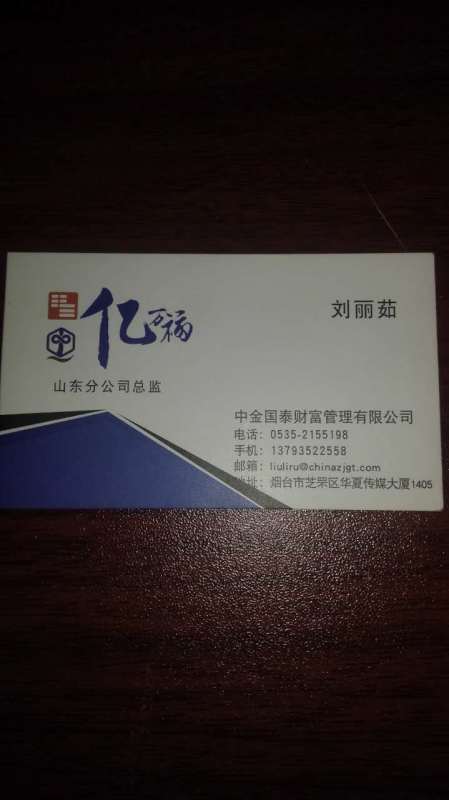 亿万福
刘丽茹
山东分公司总监
中金国泰财富管理有限公司
电话：0535-2155198
手机：13793522558
邮箱：liuliru@chinazjgt.com
地址：烟台市芝罘区华夏传媒大厦1405